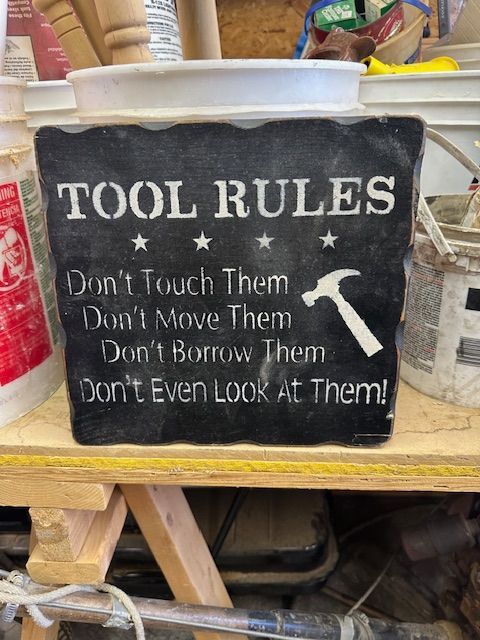 TOOL RULES
Don't Touch Them
Don't Move Them
Don't Borrow Them
Don't Even Look At Them!